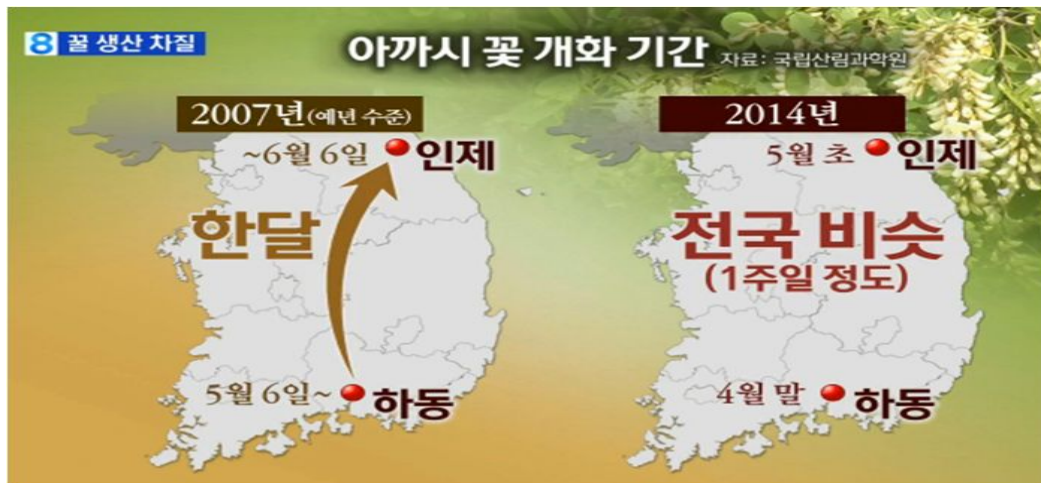 8 꿀 생산 차질
아까시 꽃 개화 기간 자료: 국립산림과학원
2007년(예년 수준)
~6월 6일 인제
한달
5월 6일~ 하동
2014년
5월 초 인제
전국 비슷
(1주일 정도)
4월 말 하동